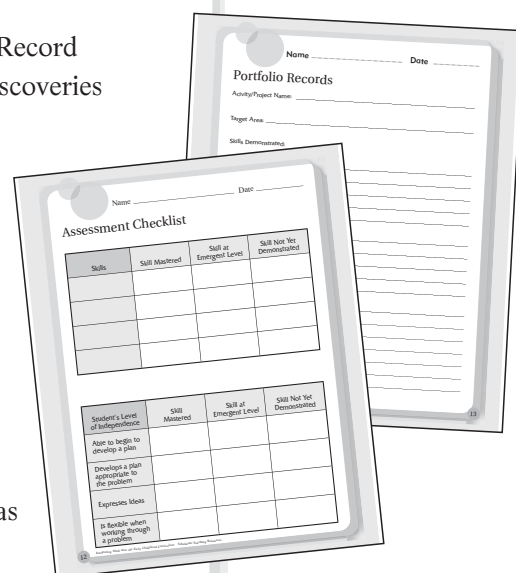 Record
scoveries
as
Name Date
Portfolio Records
Activity/Project Name:
Target Area:
Skills Demonstrated
13
Name Date
Assessment Checklist
Skills Skill Mastered Skill at Emergent Level Skill Not Yet Demonstrated
Student's Level of Independence Skill Mastered Skill at Emergent Level Skill Not Yet Demonstrated
Able to begin to
develop a plan
Develops a plan
appropriate to
the problem
Expresses Ideas
Is flexible when
working through
a problem
12